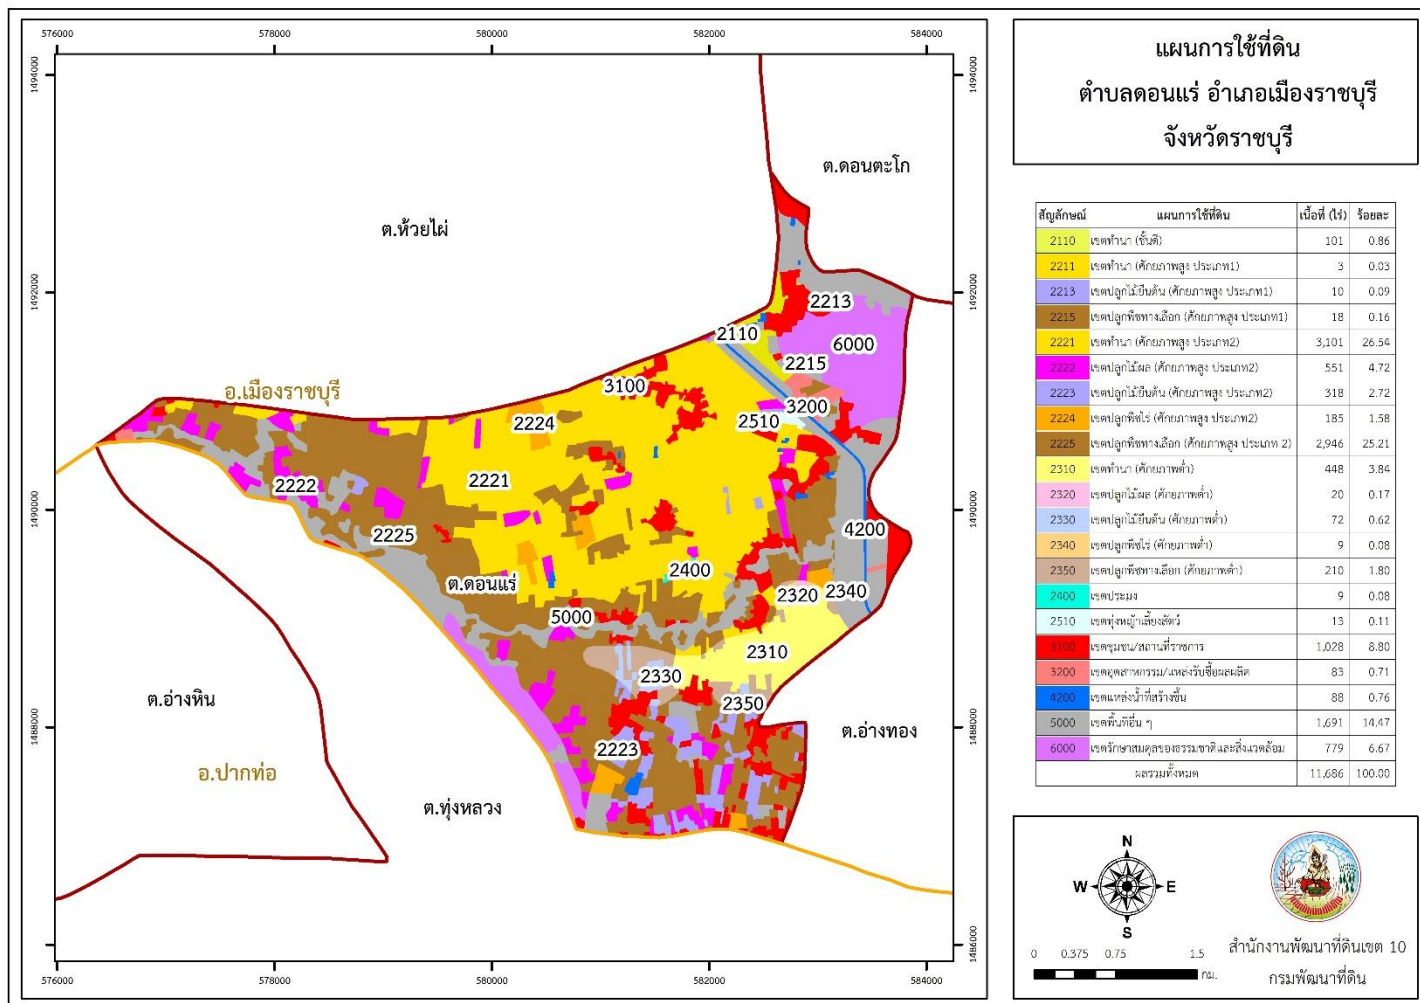 แผนการใช้ที่ดิน
ตำบลดอนแร่ อำเภอเมืองราชบุรี
จังหวัดราชบุรี
576000 578000 580000 582000 584000
1494000 1494000
ต.ดอนตะโก
ต.ห้วยไผ่
1492000 1492000
2213
2110
6000
2215
3100
อ.เมืองราชบุรี
3200
2224 2510
2221
2222
1490000 1490000
2225 4200
2400
ต.ดอนแร่ 2320 2340
5000
2310
2330
ต.อ่างหิน 2350
1488000 1488000
ต.อ่างทอง
2223
อ.ปากท่อ
ต.ทุ่งหลวง
1486000 1486000
576000 578000 580000 582000 584000
สัญลักษณ์ แผนการใช้ที่ดิน เนื้อที่ (ไร่) ร้อยละ
2110 เขตทำนา (ชั้นดี) 101 0.86
2211 เขตทำนา (ศักยภาพสูง ประเภท1) 3 0.03
2213 เขตปลูกไม้ยืนต้น (ศักยภาพสูง ประเภท1) 10 0.09
2215 เขตปลูกพืชทางเลือก (ศักยภาพสูง ประเภท1) 18 0.16
2221 เขตทำนา (ศักยภาพสูง ประเภท2) 3,101 26.54
2222 เขตปลูกไม้ผล (ศักยภาพสูง ประเภท2) 551 4.72
2223 เขตปลูกไม้ยืนต้น (ศักยภาพสูง ประเภท2) 318 2.72
2224 เขตปลูกพืชไร่ (ศักยภาพสูง ประเภท2) 185 1.58
2225 เขตปลูกพืชทางเลือก (ศักยภาพสูง ประเภท 2) 2,946 25.21
2310 เขตทำนา (ศักยภาพต่ำ) 448 3.84
2320 เขตปลูกไม้ผล (ศักยภาพต่ำ) 20 0.17
2330 เขตปลูกไม้ยืนต้น (ศักยภาพต่ำ) 72 0.62
2340 เขตปลูกพืชไร่ (ศักยภาพต่ำ) 9 0.08
2350 เขตปลูกพืชทางเลือก (ศักยภาพต่ำ) 210 1.80
2400 เขตประมง 9 0.08
2510 เขตทุ่งหญ้าเลี้ยงสัตว์ 13 0.11
3100 เขตชุมชน/สถานที่ราชการ 1,028 8.80
3200 เขตอุตสาหกรรม/แหล่งรับซื้อผลผลิต 83 0.71
4200 เขตแหล่งน้ำที่สร้างขึ้น 88 0.76
5000 เขตพื้นที่อื่น ๆ 1,691 14.47
6000 เขตรักษาสมดุลของธรรมชาติและสิ่งแวดล้อม 779 6.67
ผลรวมทั้งหมด 11,686 100.00
N
W E
S
0 0.375 0.75 1.5
กม.
สำนักงานพัฒนาที่ดินเขต 10
กรมพัฒนาที่ดิน